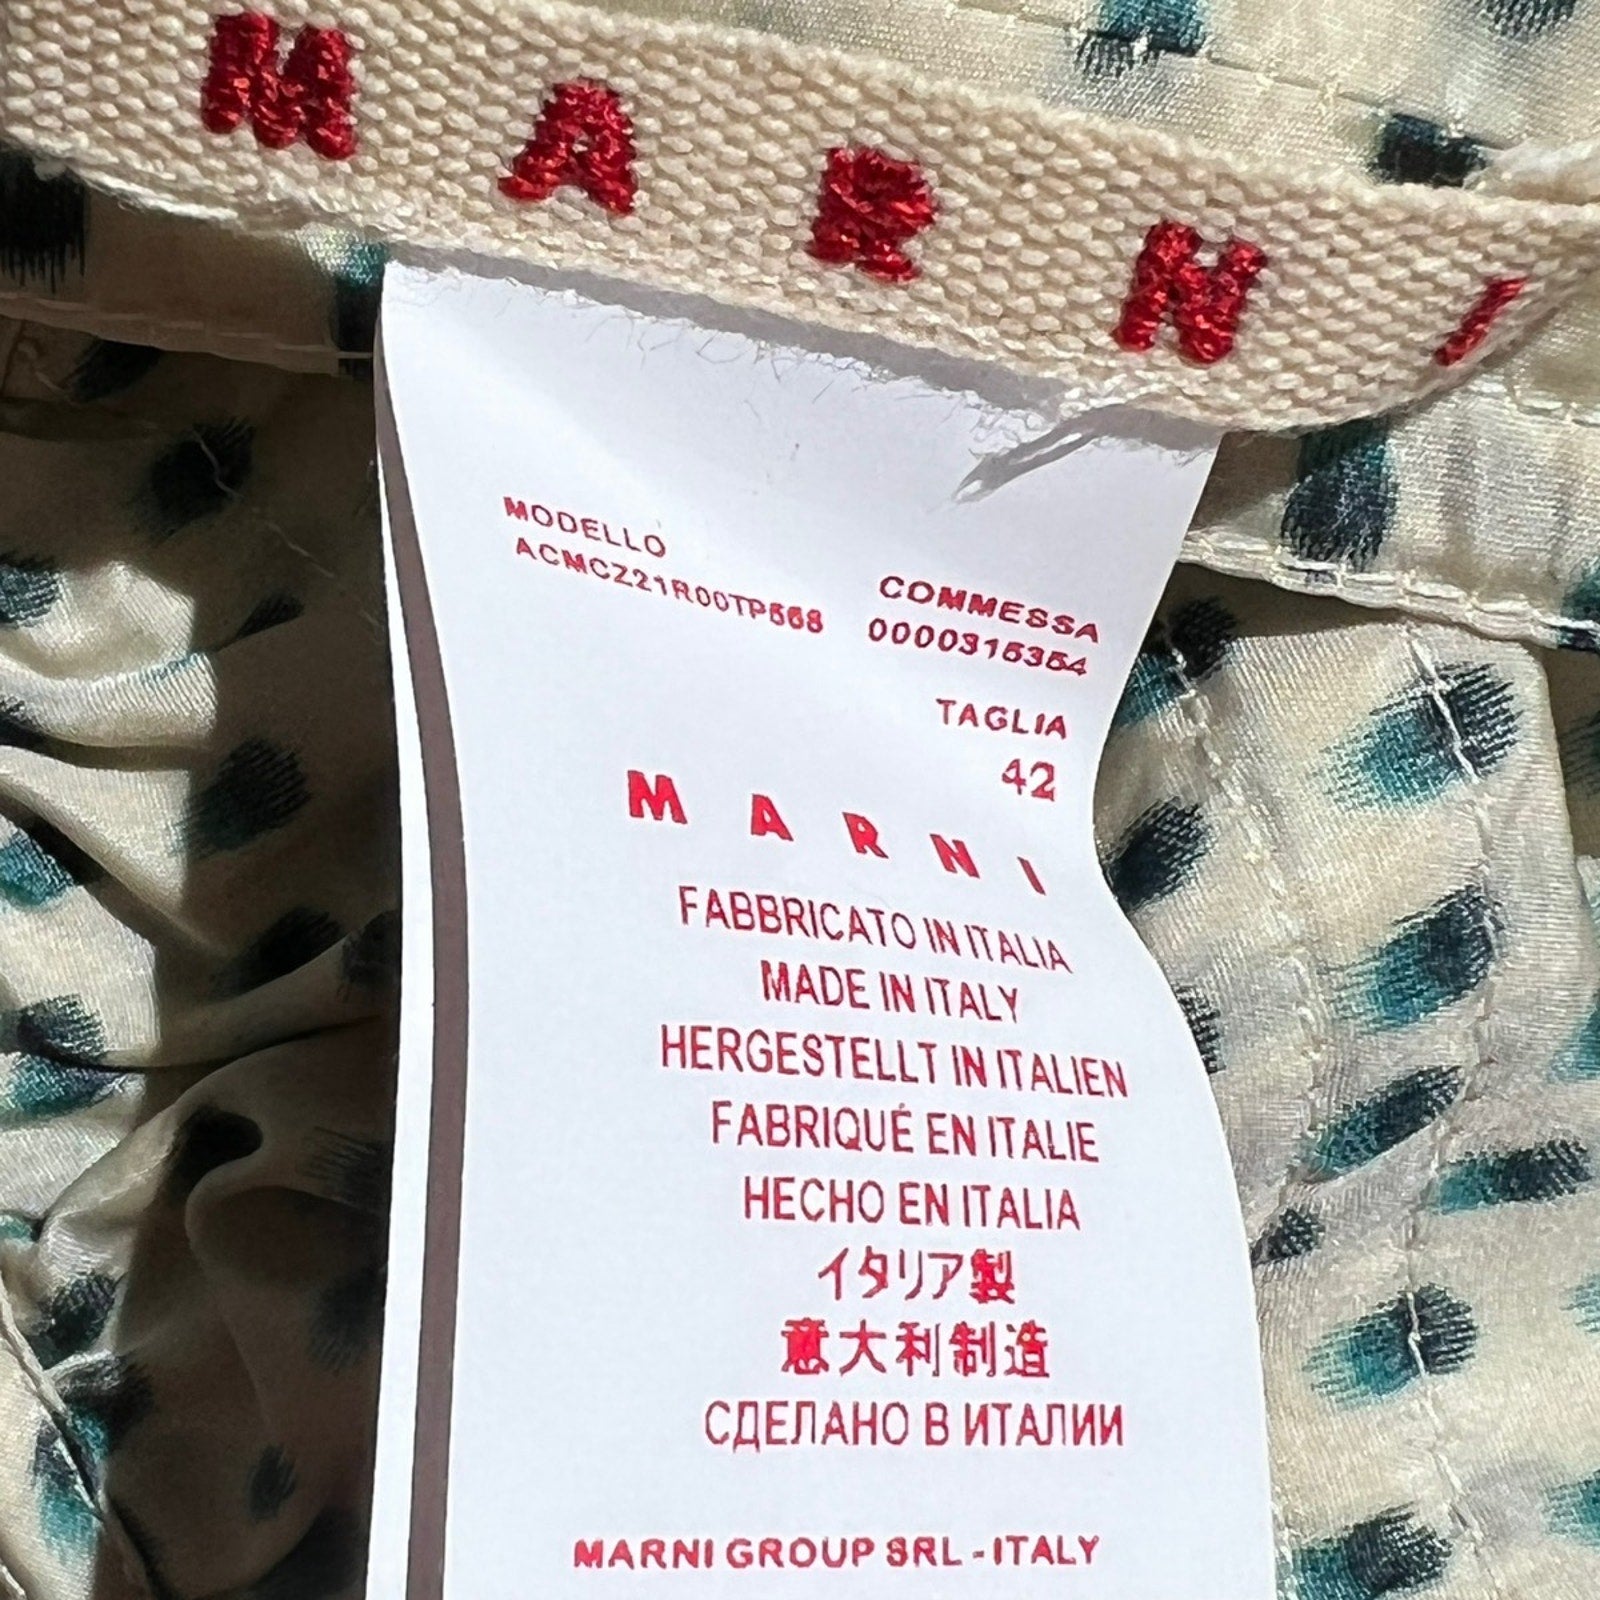 MARNI
MODELLO
ACMCZ21R00TP568
COMMESSA
0000315354
TAGLIA
42
MARNI
FABBRICATO IN ITALIA
MADE IN ITALY
HERGESTELLT IN ITALIEN
FABRIQUÉ EN ITALIE
HECHO EN ITALIA
イタリア製
意大利制造
СДЕЛАНО В ИТАЛИИ
MARNI GROUP SRL - ITALY